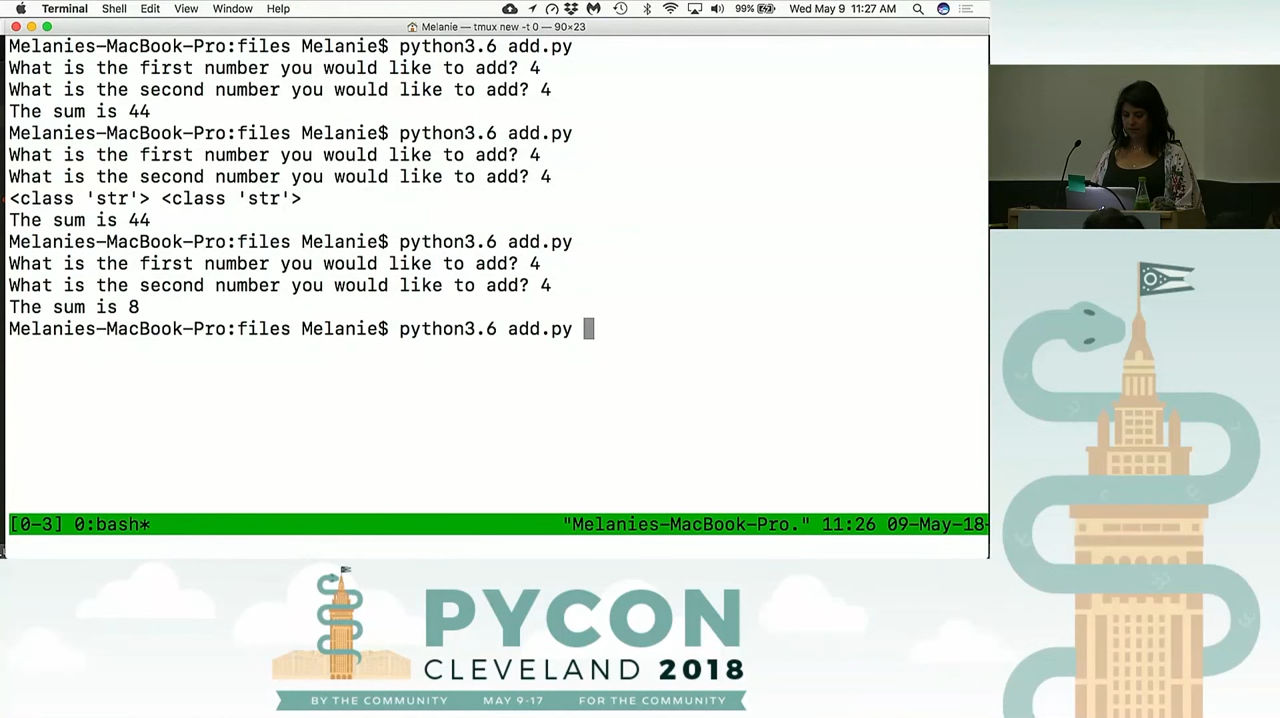 Terminal Shell Edit View Window Help 99% Wed May 9 11:27 AM
Melanie — tmux new -t 0 — 90×23
Melanies-MacBook-Pro:files Melanie$ python3.6 add.py
What is the first number you would like to add? 4
What is the second number you would like to add? 4
The sum is 44
Melanies-MacBook-Pro:files Melanie$ python3.6 add.py
What is the first number you would like to add? 4
What is the second number you would like to add? 4
<class 'str'> <class 'str'>
The sum is 44
Melanies-MacBook-Pro:files Melanie$ python3.6 add.py
What is the first number you would like to add? 4
What is the second number you would like to add? 4
The sum is 8
Melanies-MacBook-Pro:files Melanie$ python3.6 add.py
[0-3] 0:bash* "Melanies-MacBook-Pro." 11:26 09-May-18
PYCON
CLEVELAND 2018
BY THE COMMUNITY MAY 9-17 FOR THE COMMUNITY